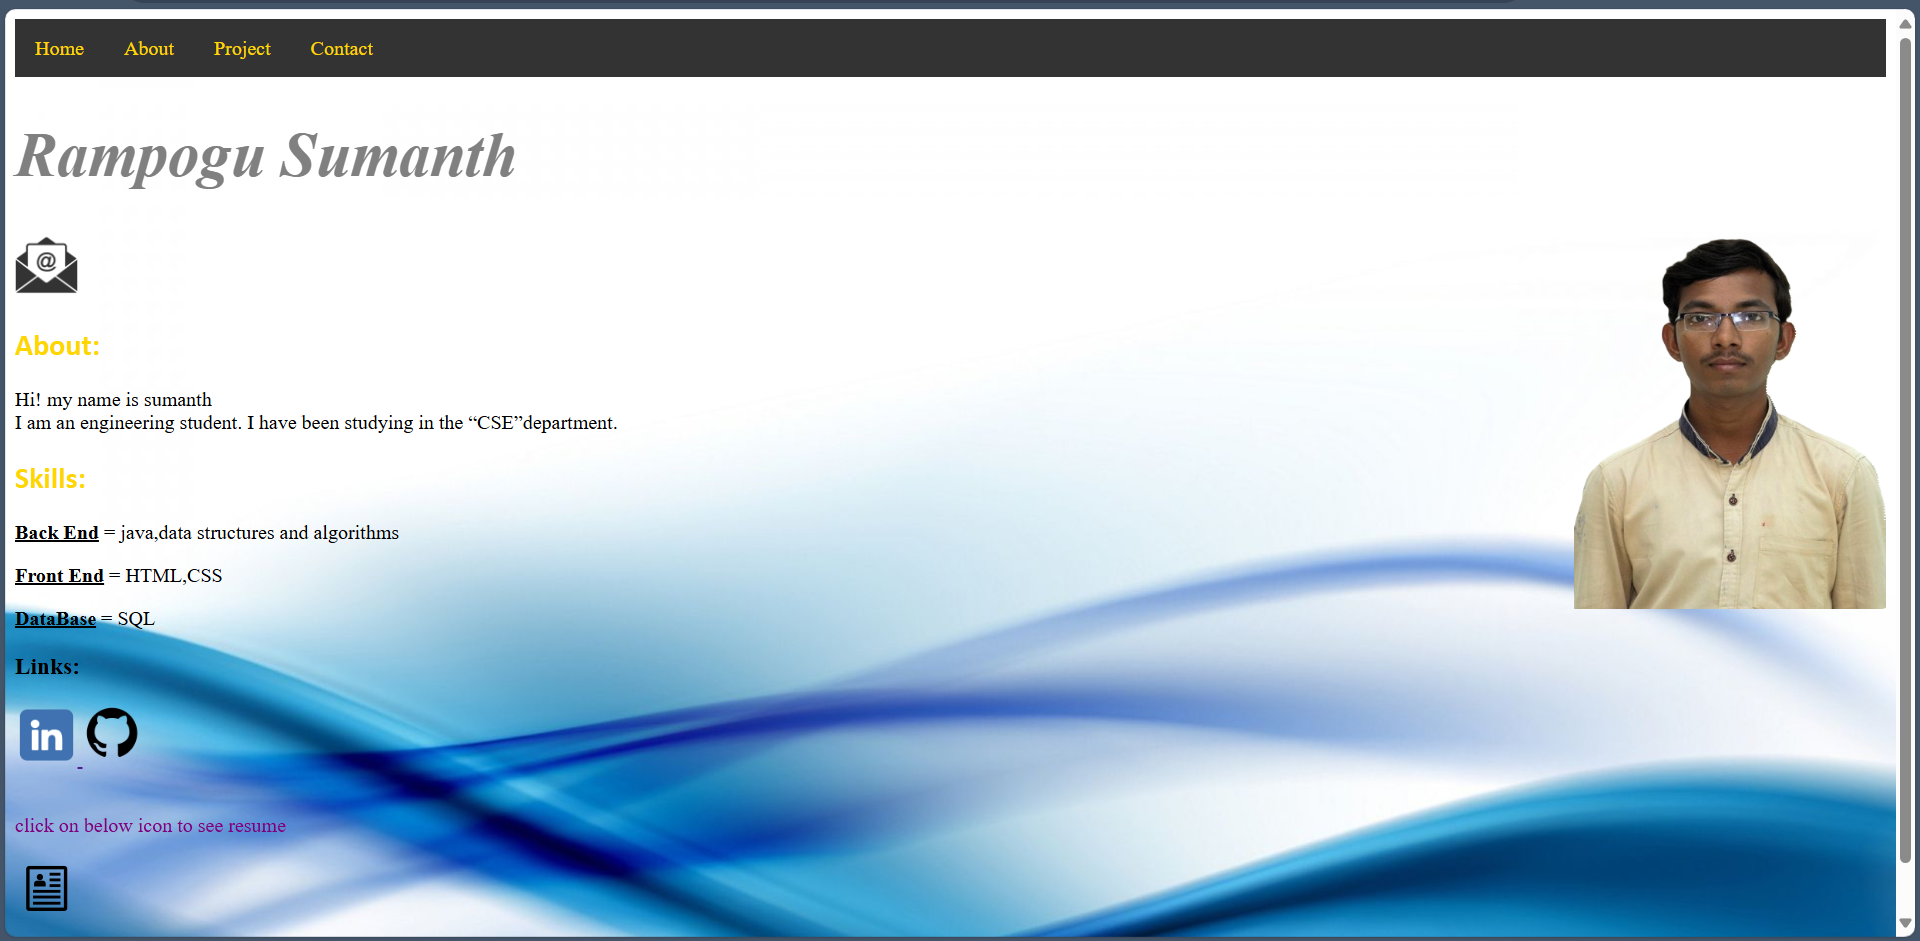 Home About Project Contact
Rampogu Sumanth
@
About:
Hi! my name is sumanth
I am an engineering student. I have been studying in the “CSE”department.
Skills:
Back End = java,data structures and algorithms
Front End = HTML,CSS
DataBase = SQL
Links:
in
click on below icon to see resume